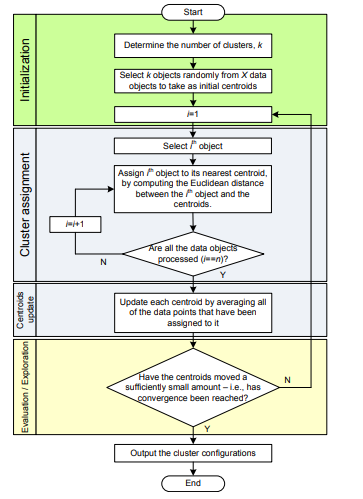 Start
Initialization
Determine the number of clusters, k
Select k objects randomly from X data
objects to take as initial centroids
i=1
Cluster assignment
Select iᵗʰ object
Assign iᵗʰ object to its nearest centroid,
by computing the Euclidean distance
between the iᵗʰ object and the
centroids.
i=i+1
Are all the data objects
processed (i==n)?
N
Y
Centroids
update
Update each centroid by averaging all
of the data points that have been
assigned to it
Evaluation / Exploration
Have the centroids moved a
sufficiently small amount – i.e., has
convergence been reached?
N
Y
Output the cluster configurations
End